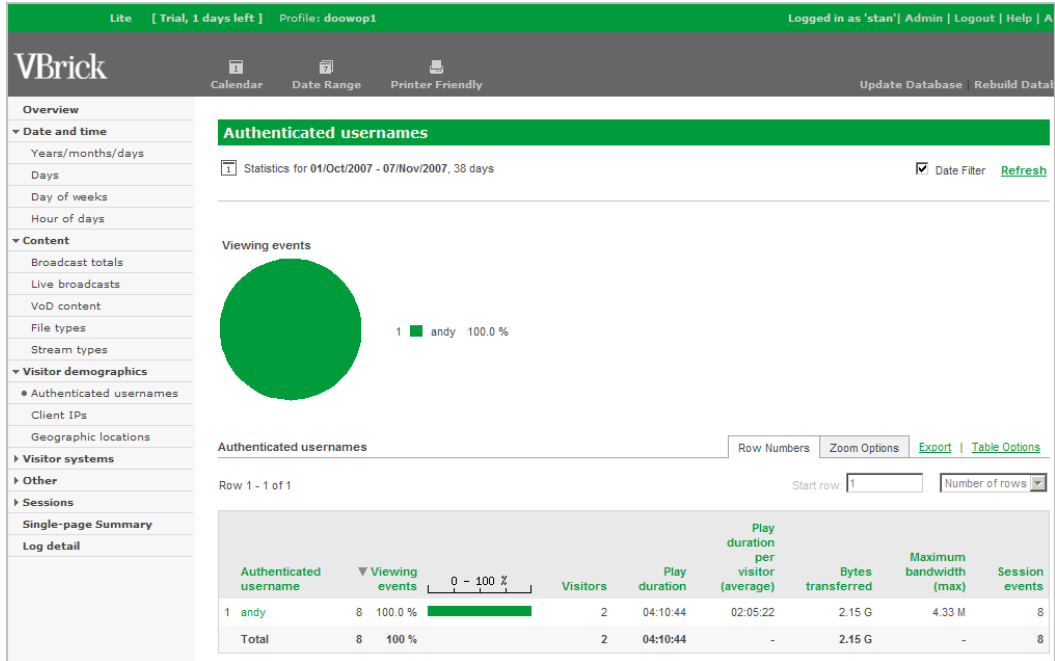 Lite [ Trial, 1 days left ] Profile: doowop1 Logged in as 'stan'| Admin | Logout | Help | A
VBrick
1 Calendar 7 Date Range Printer Friendly Update Database | Rebuild Datab
Overview
Date and time
Years/months/days
Days
Day of weeks
Hour of days
Content
Broadcast totals
Live broadcasts
VoD content
File types
Stream types
Visitor demographics
Authenticated usernames
Client IPs
Geographic locations
Visitor systems
Other
Sessions
Single-page Summary
Log detail
Authenticated usernames
1 Statistics for 01/Oct/2007 - 07/Nov/2007, 38 days Date Filter Refresh
Viewing events
1 andy 100.0 %
Authenticated usernames Row Numbers Zoom Options Export | Table Options
Row 1 - 1 of 1 Start row: 1 Number of rows
Authenticated username Viewing events 0 - 100 % Visitors Play duration Play duration per visitor (average) Bytes transferred Maximum bandwidth (max) Session events
1 andy 8 100.0 % 2 04:10:44 02:05:22 2.15 G 4.33 M 8
Total 8 100 % 2 04:10:44 - 2.15 G - 8